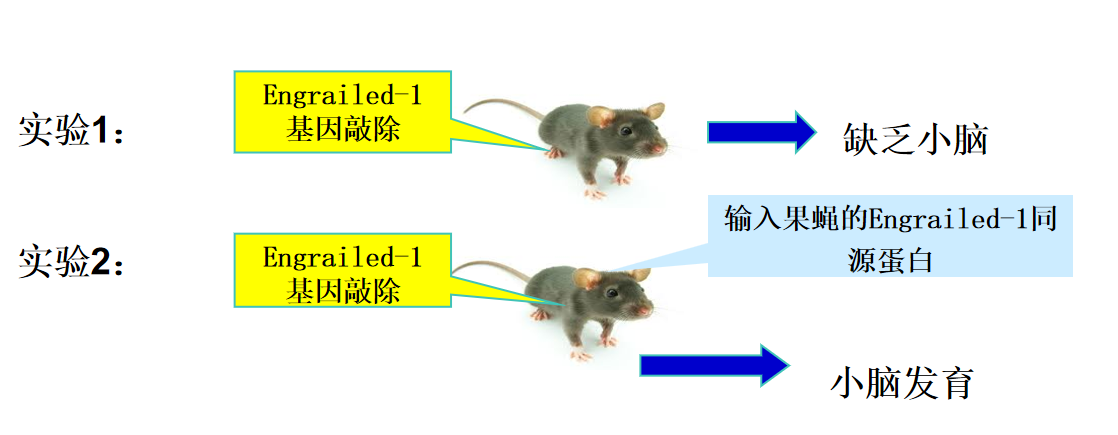 实验1：
Engrailed-1
基因敲除
缺乏小脑
输入果蝇的Engrailed-1同
源蛋白
实验2：
Engrailed-1
基因敲除
小脑发育